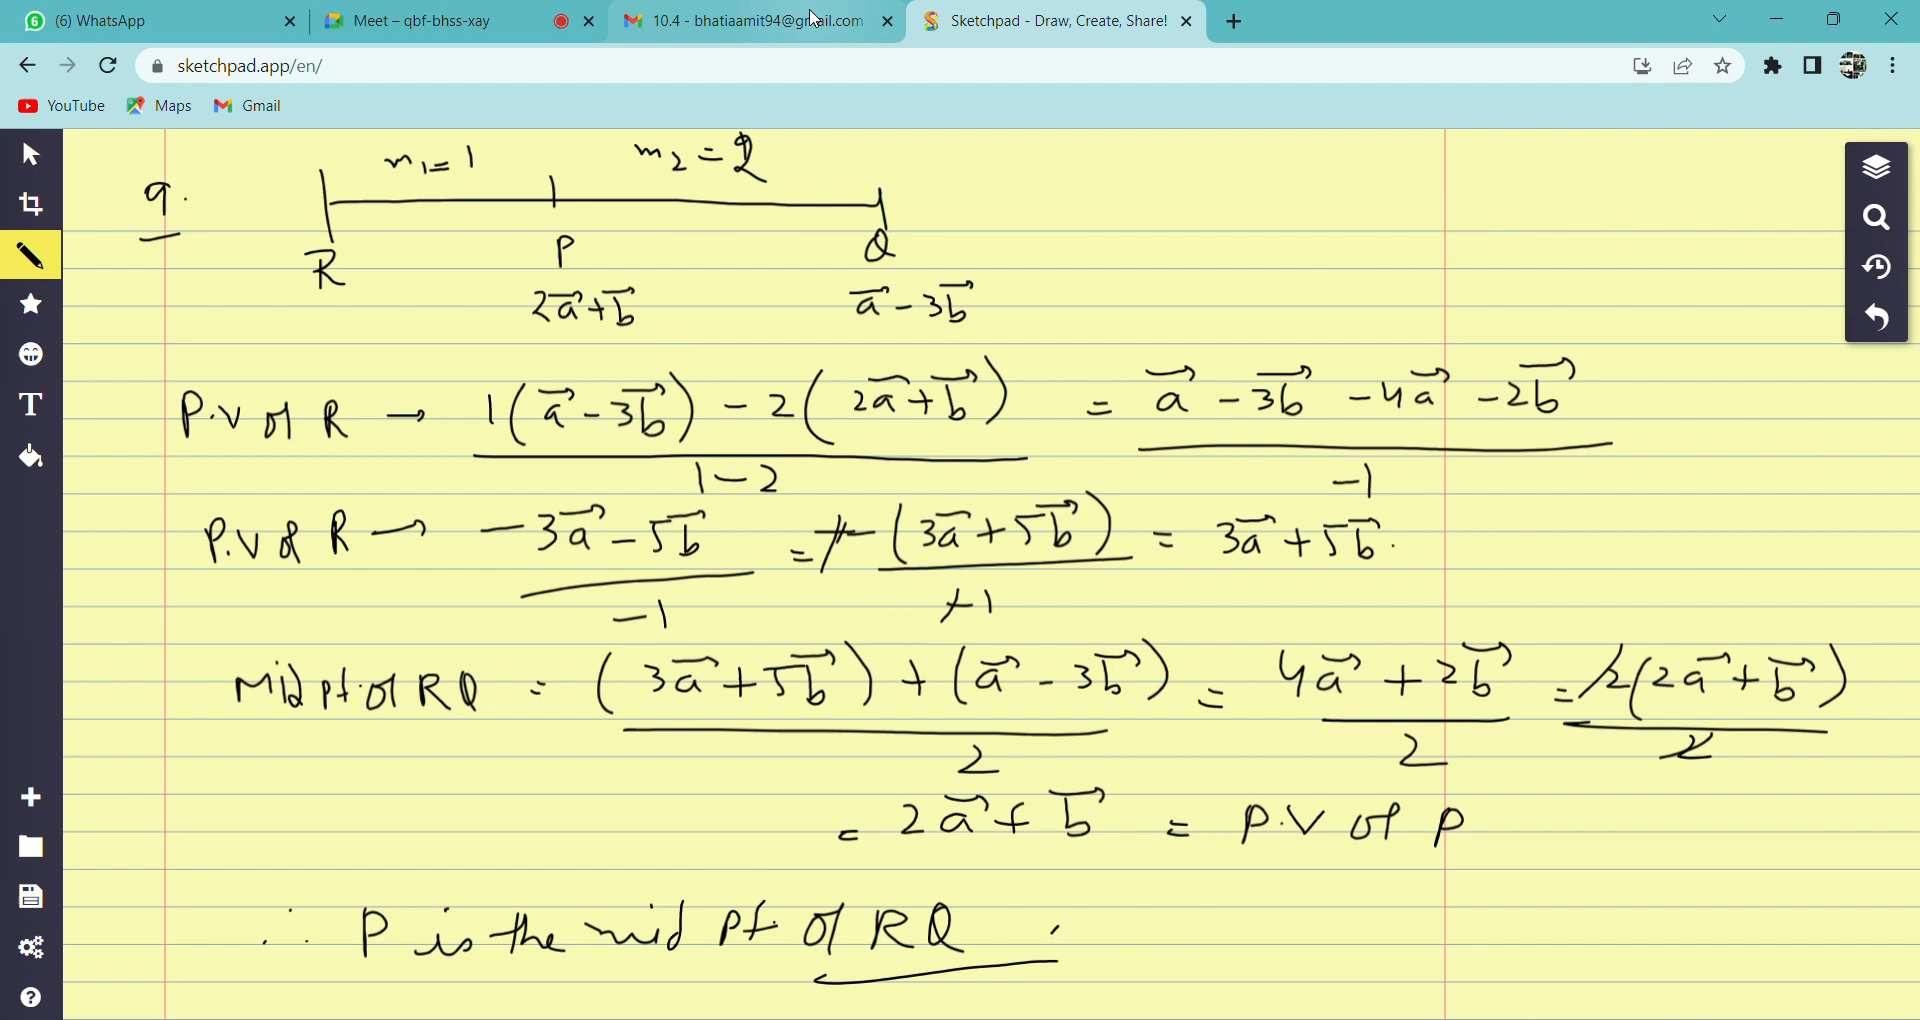 (6) WhatsApp
Meet – qbf-bhss-xay
10.4 - bhatiaamit94@gmail.com -
Sketchpad - Draw, Create, Share!
sketchpad.app/en/
YouTube
Maps
Gmail
m₁ = 1
m₂ = 2
9.
R
P
Q
2a⃗ + b⃗
a⃗ - 3b⃗
P.V of R → 1(a⃗ - 3b⃗) - 2(2a⃗ + b⃗) / 1 - 2 = a⃗ - 3b⃗ - 4a⃗ - 2b⃗ / -1
P.V of R → -3a⃗ - 5b⃗ / -1 = -(3a⃗ + 5b⃗) / -1 = 3a⃗ + 5b⃗.
Mid pt. of RQ = (3a⃗ + 5b⃗) + (a⃗ - 3b⃗) / 2 = 4a⃗ + 2b⃗ / 2 = 2(2a⃗ + b⃗) / 2
= 2a⃗ + b⃗ = P.V of P
∴ P is the mid pt. of RQ.
T